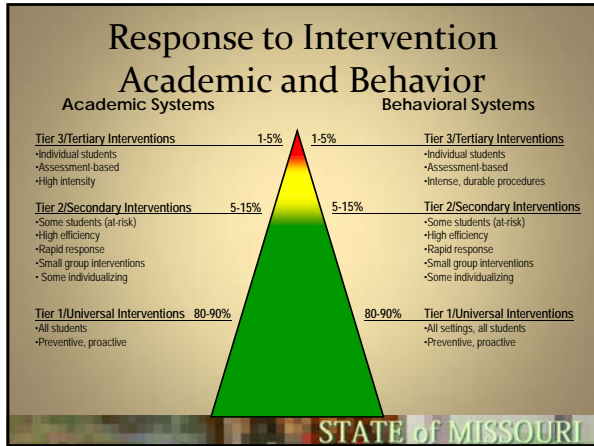 Response to Intervention
Academic and Behavior
Academic Systems
Behavioral Systems
Tier 3/Tertiary Interventions 1-5%
•Individual students
•Assessment-based
•High intensity
1-5% Tier 3/Tertiary Interventions
•Individual students
•Assessment-based
•Intense, durable procedures
Tier 2/Secondary Interventions 5-15%
•Some students (at-risk)
•High efficiency
•Rapid response
•Small group interventions
• Some individualizing
5-15% Tier 2/Secondary Interventions
•Some students (at-risk)
•High efficiency
•Rapid response
•Small group interventions
•Some individualizing
Tier 1/Universal Interventions 80-90%
•All students
•Preventive, proactive
80-90% Tier 1/Universal Interventions
•All settings, all students
•Preventive, proactive
STATE of MISSOURI